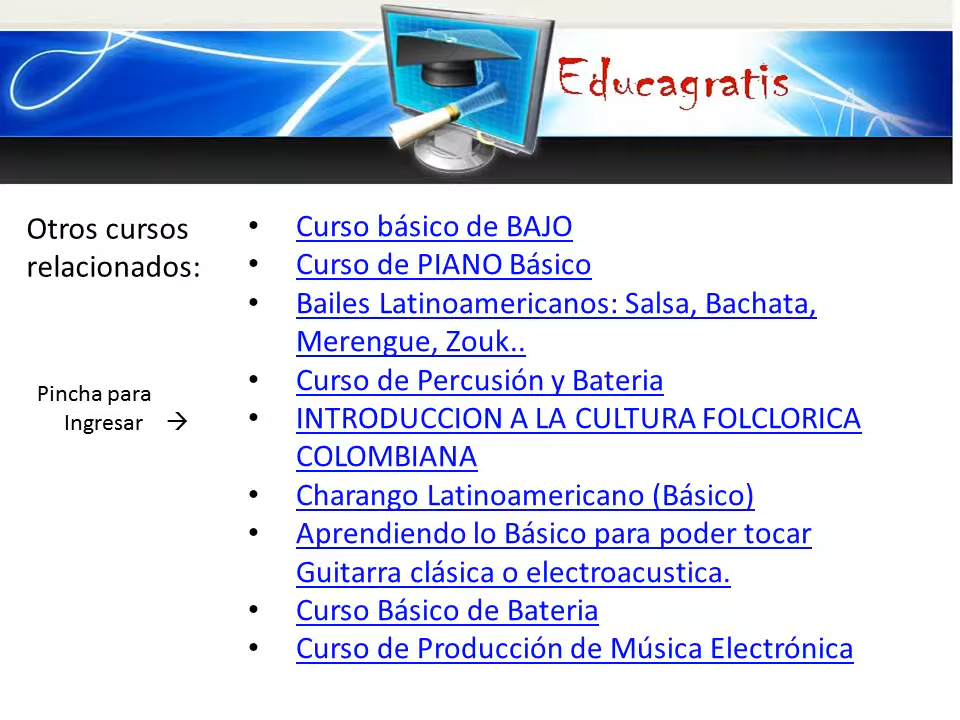 Educagratis
Otros cursos
relacionados:
Pincha para
Ingresar →
• Curso básico de BAJO
• Curso de PIANO Básico
• Bailes Latinoamericanos: Salsa, Bachata,
Merengue, Zouk..
• Curso de Percusión y Bateria
• INTRODUCCION A LA CULTURA FOLCLORICA
COLOMBIANA
• Charango Latinoamericano (Básico)
• Aprendiendo lo Básico para poder tocar
Guitarra clásica o electroacustica.
• Curso Básico de Bateria
• Curso de Producción de Música Electrónica